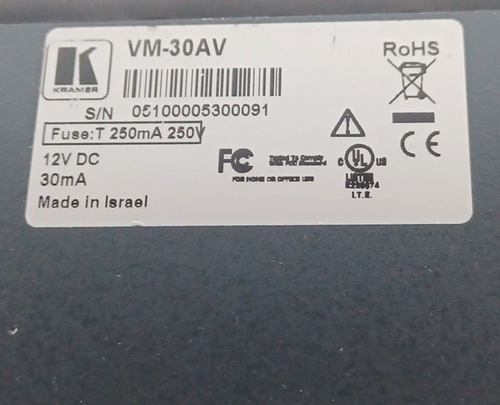 KRAMER
VM-30AV
RoHS
S/N 05100005300091
Fuse:T 250mA 250V
12V DC
30mA
Made in Israel
FC
FOR HOME OR OFFICE USE
C UL US
LISTED
I.T.E.
CE